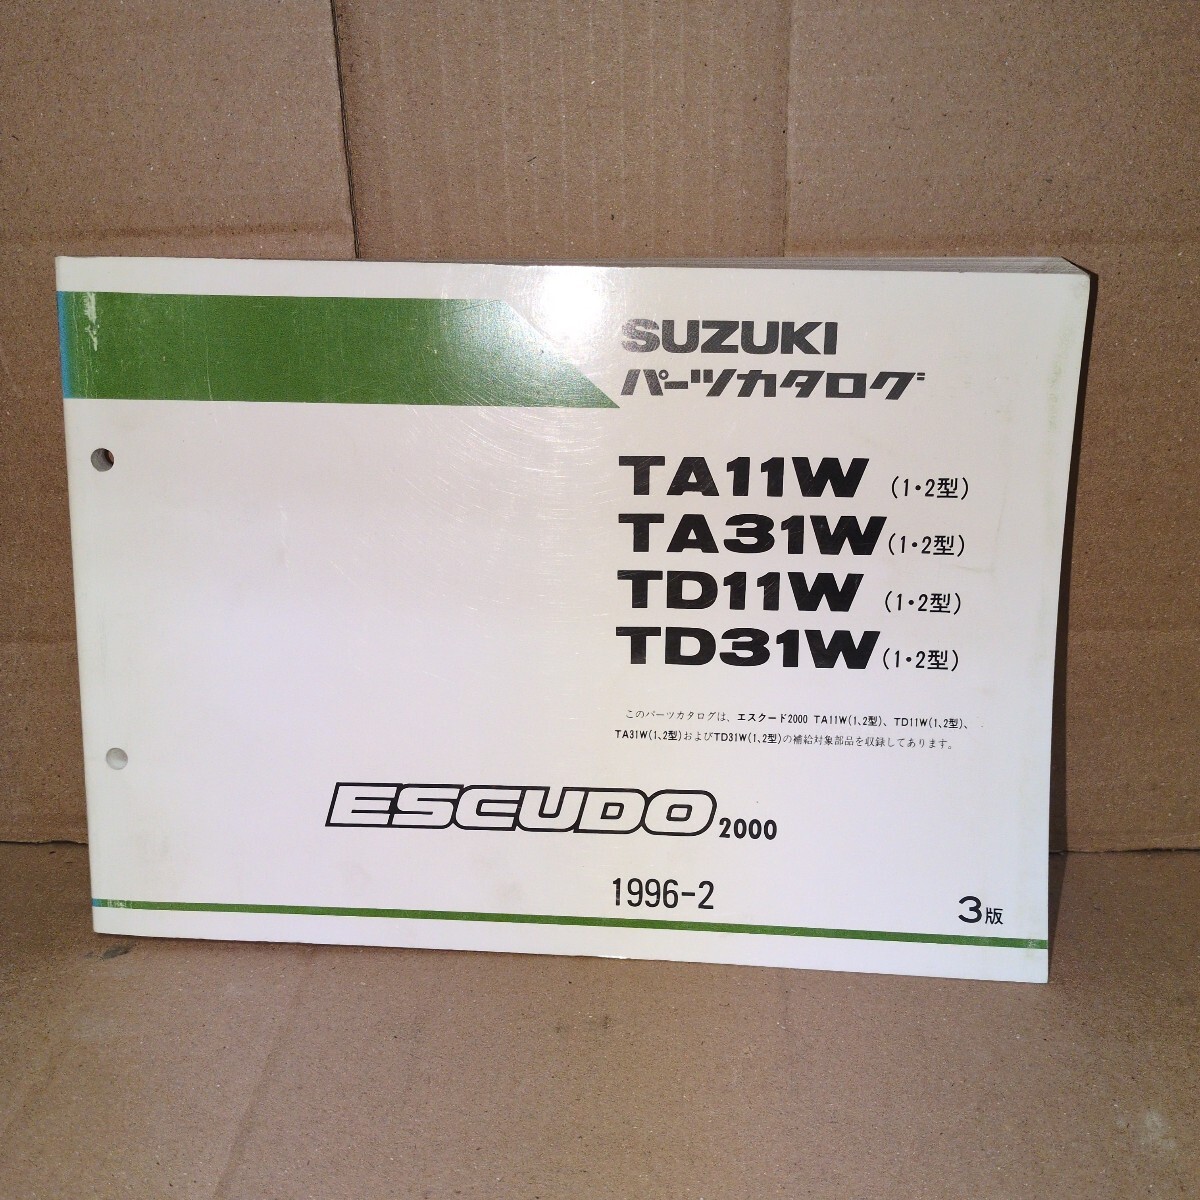 SUZUKI
パーツカタログ
TA11W (1・2型)
TA31W (1・2型)
TD11W (1・2型)
TD31W (1・2型)
このパーツカタログは、エスクード2000 TA11W(1、2型)、TD11W(1、2型)、
TA31W(1、2型)およびTD31W(1、2型)の補給対象部品を収録してあります。
ESCUDO 2000
1996-2
3版